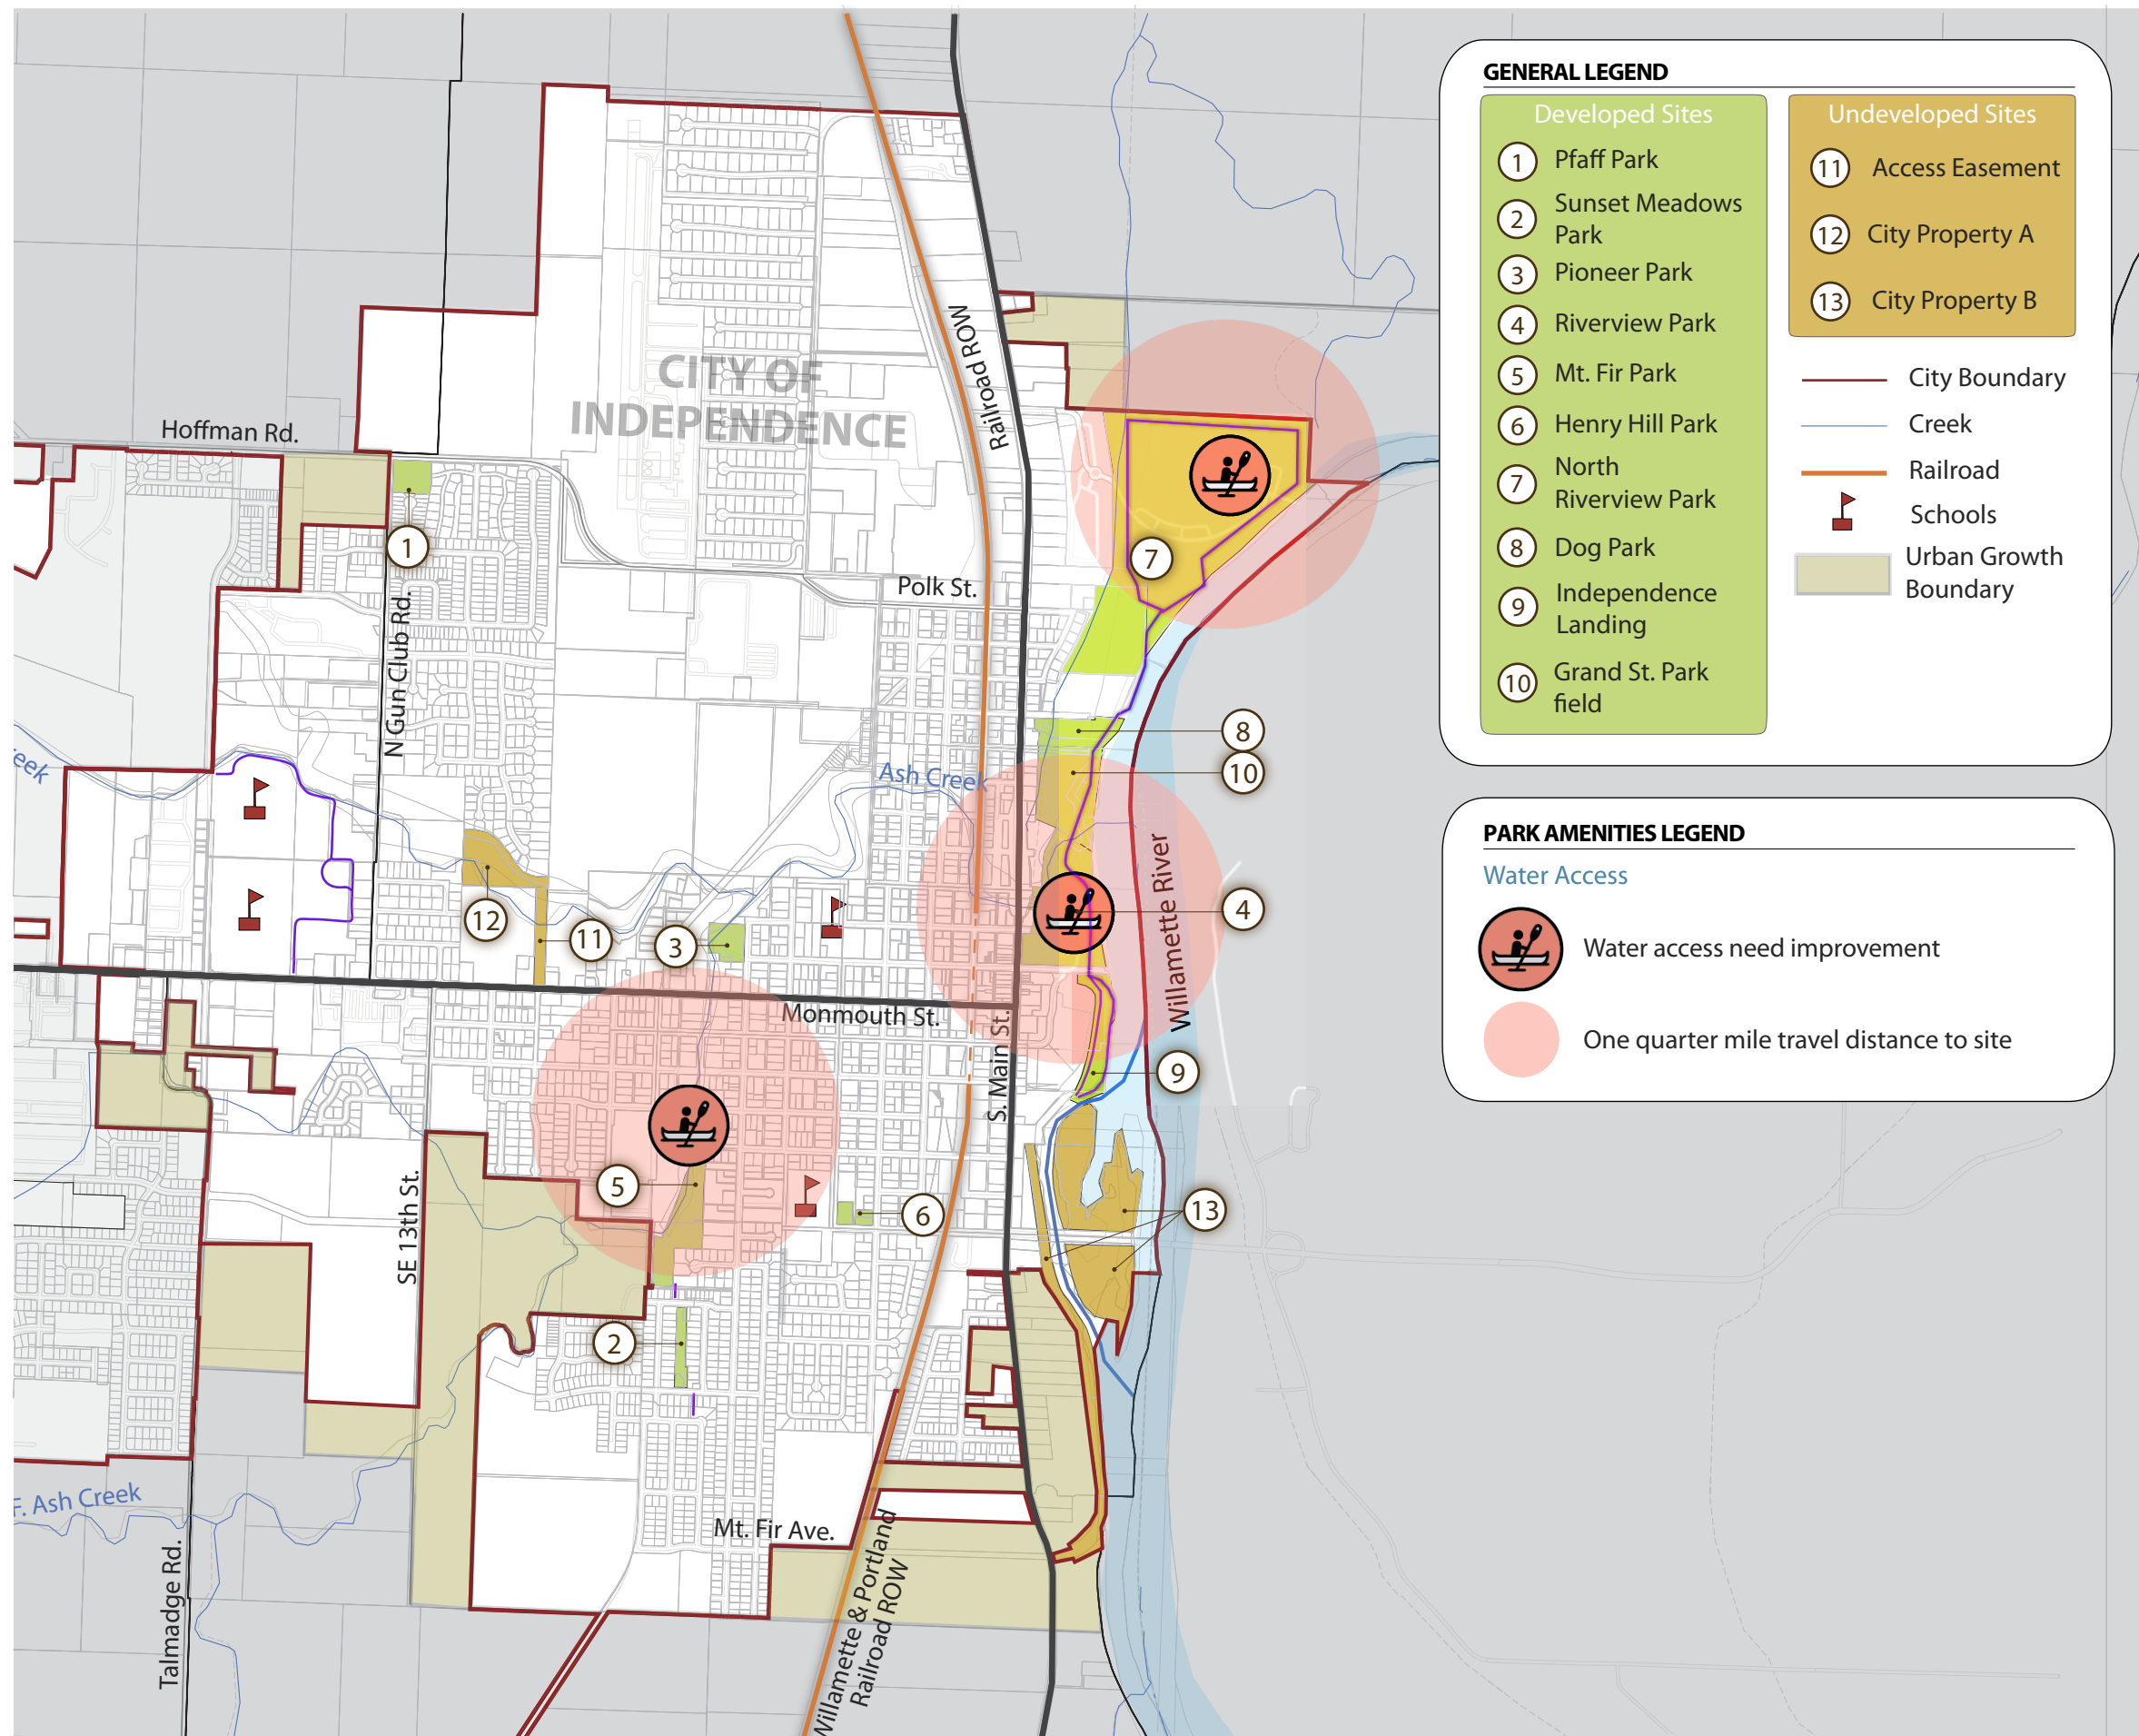 GENERAL LEGEND
Developed Sites
1 Pfaff Park
2 Sunset Meadows
Park
3 Pioneer Park
4 Riverview Park
5 Mt. Fir Park
6 Henry Hill Park
7 North
Riverview Park
8 Dog Park
9 Independence
Landing
10 Grand St. Park
field
Undeveloped Sites
11 Access Easement
12 City Property A
13 City Property B
City Boundary
Creek
Railroad
Schools
Urban Growth
Boundary
PARK AMENITIES LEGEND
Water Access
Water access need improvement
One quarter mile travel distance to site
CITY OF
INDEPENDENCE
Railroad ROW
Hoffman Rd.
1
7
Polk St.
N Gun Club Rd.
8
10
Ash Creek
eek
Willamette River
4
12
11
3
Monmouth St.
S. Main St.
9
5
6
13
SE 13th St.
2
F. Ash Creek
Mt. Fir Ave.
Talmadge Rd.
Willamette & Portland
Railroad ROW